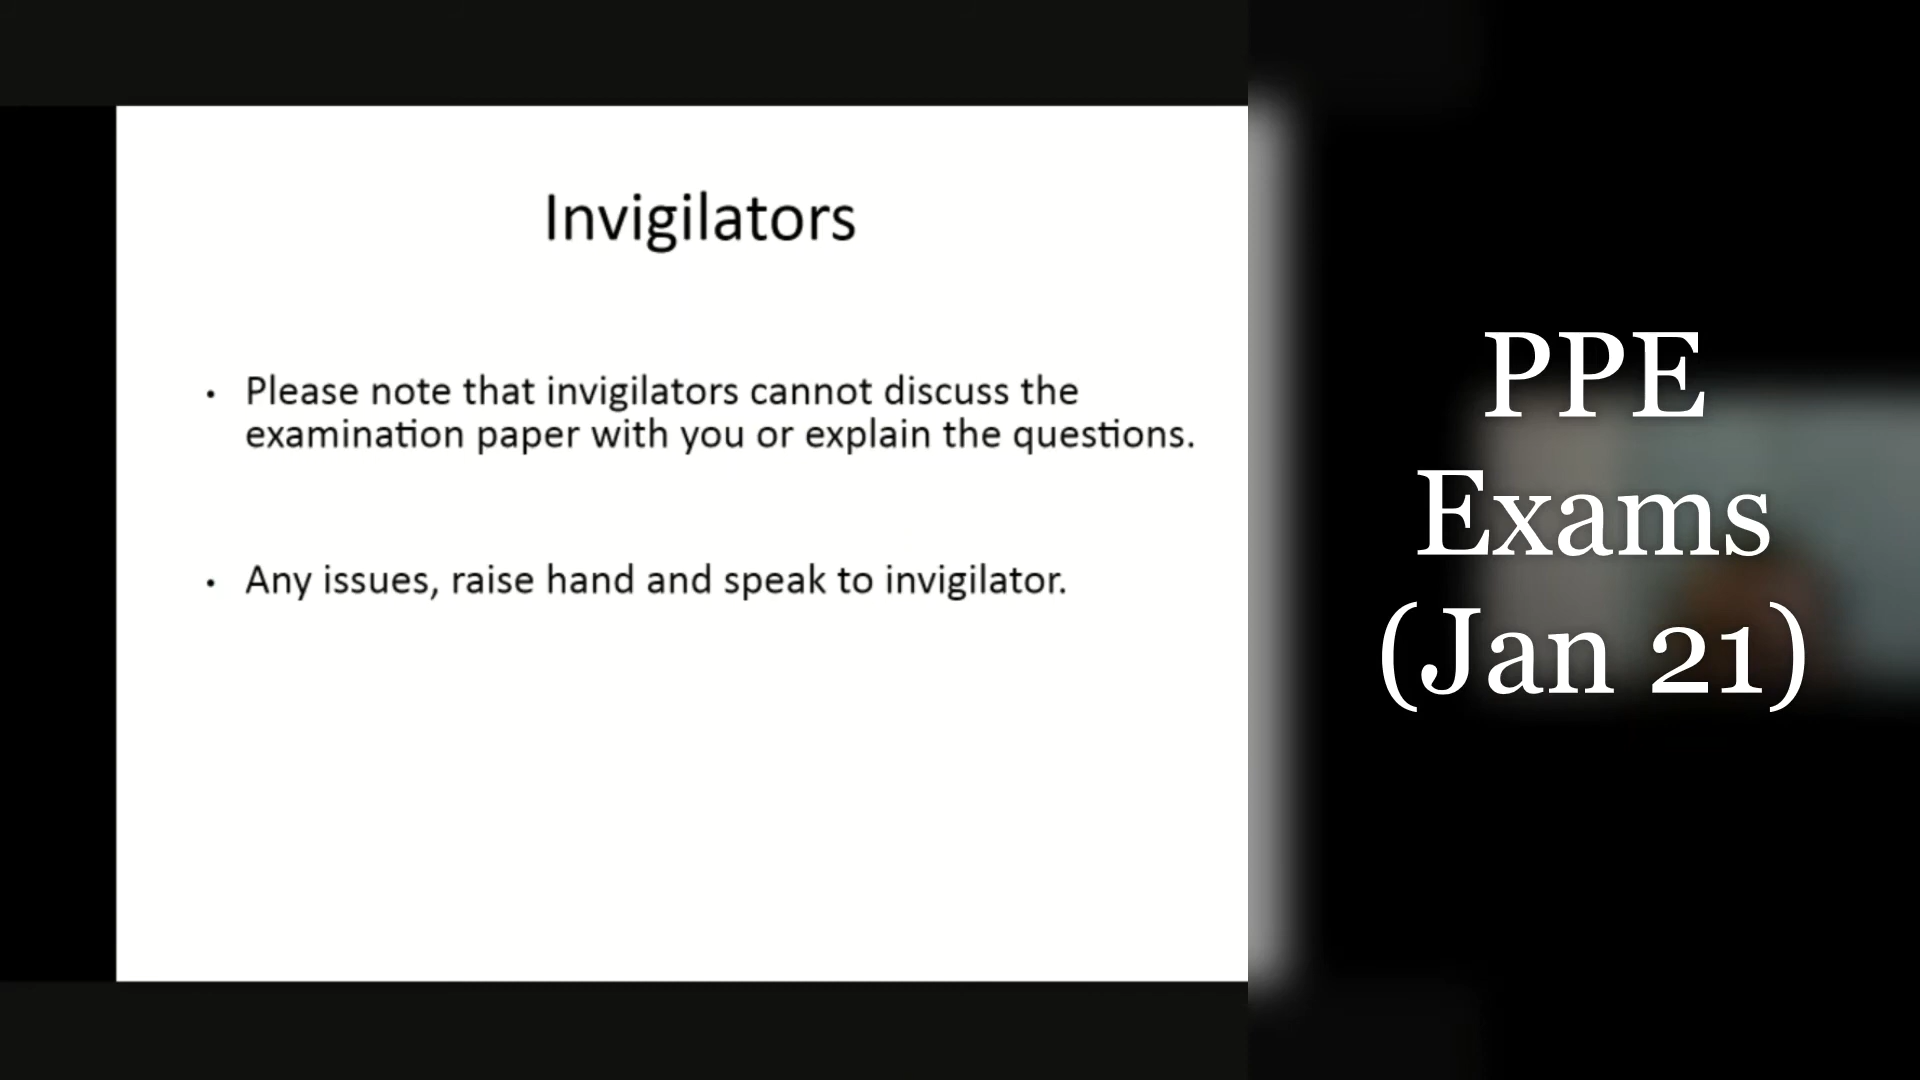 Invigilators
• Please note that invigilators cannot discuss the
examination paper with you or explain the questions.
• Any issues, raise hand and speak to invigilator.
PPE
Exams
(Jan 21)